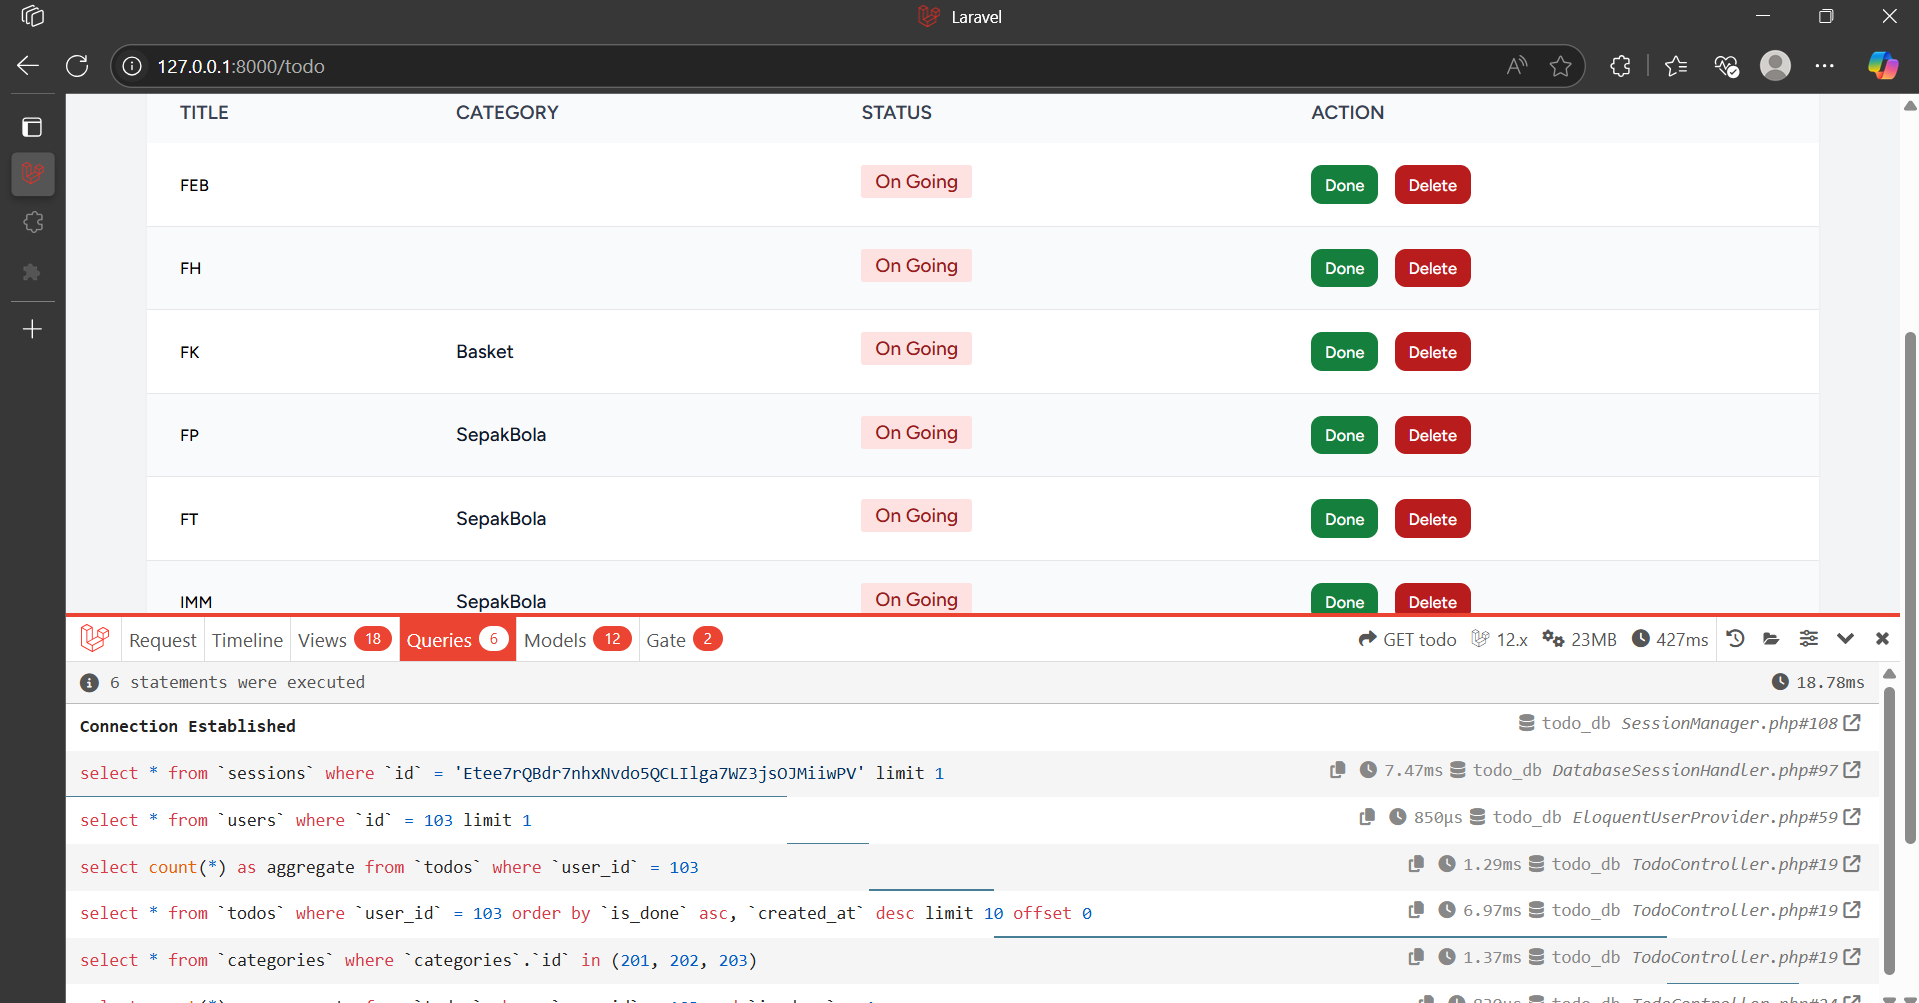 Laravel
127.0.0.1:8000/todo
TITLE CATEGORY STATUS ACTION
FEB On Going Done Delete
FH On Going Done Delete
FK Basket On Going Done Delete
FP SepakBola On Going Done Delete
FT SepakBola On Going Done Delete
IMM SepakBola On Going Done Delete
Request Timeline Views 18 Queries 6 Models 12 Gate 2 GET todo 12.x 23MB 427ms
6 statements were executed 18.78ms
Connection Established todo_db SessionManager.php#108
select * from `sessions` where `id` = 'Etee7rQBdr7nhxNvdo5QCLIlga7WZ3jsOJMiiwPV' limit 1 7.47ms todo_db DatabaseSessionHandler.php#97
select * from `users` where `id` = 103 limit 1 850μs todo_db EloquentUserProvider.php#59
select count(*) as aggregate from `todos` where `user_id` = 103 1.29ms todo_db TodoController.php#19
select * from `todos` where `user_id` = 103 order by `is_done` asc, `created_at` desc limit 10 offset 0 6.97ms todo_db TodoController.php#19
select * from `categories` where `categories`.`id` in (201, 202, 203) 1.37ms todo_db TodoController.php#19